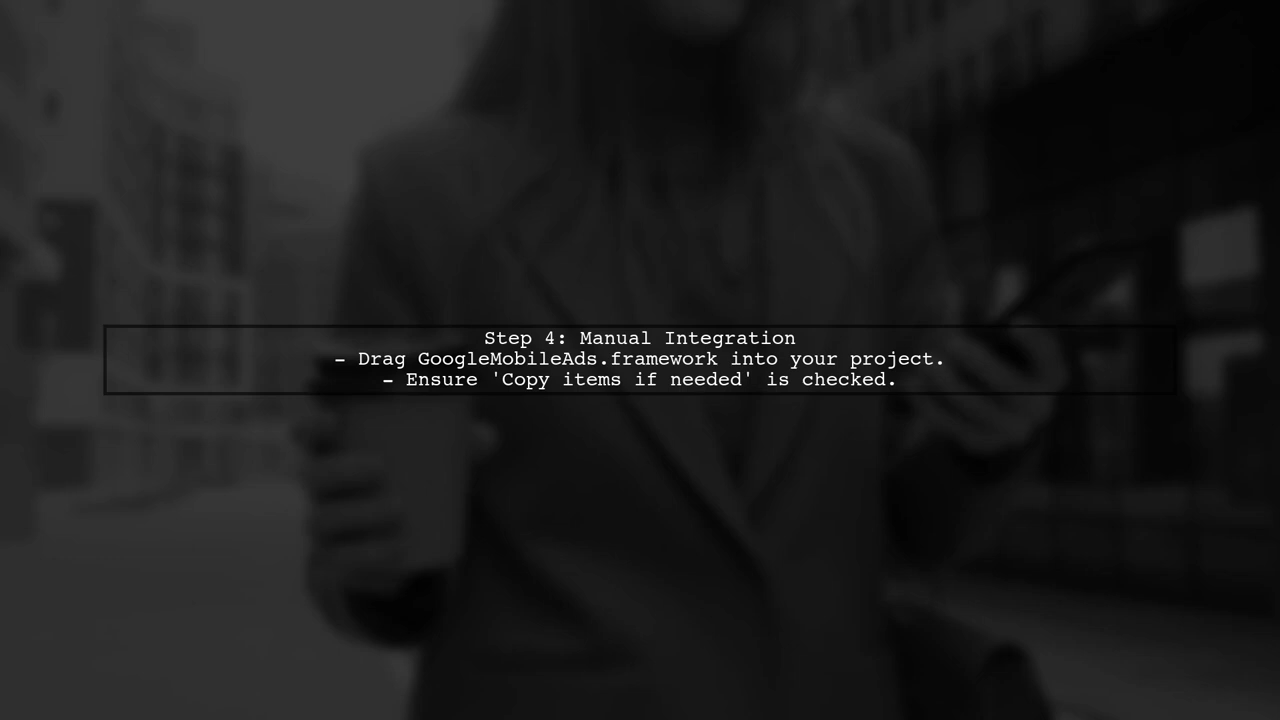 Step 4: Manual Integration
– Drag GoogleMobileAds.framework into your project.
– Ensure 'Copy items if needed' is checked.